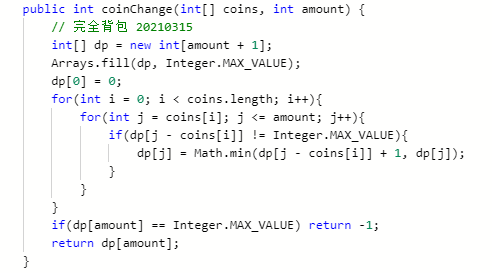 public int coinChange(int[] coins, int amount) {
    // 完全背包 20210315
    int[] dp = new int[amount + 1];
    Arrays.fill(dp, Integer.MAX_VALUE);
    dp[0] = 0;
    for(int i = 0; i < coins.length; i++){
        for(int j = coins[i]; j <= amount; j++){
            if(dp[j - coins[i]] != Integer.MAX_VALUE){
                dp[j] = Math.min(dp[j - coins[i]] + 1, dp[j]);
            }
        }
    }
    if(dp[amount] == Integer.MAX_VALUE) return -1;
    return dp[amount];
}